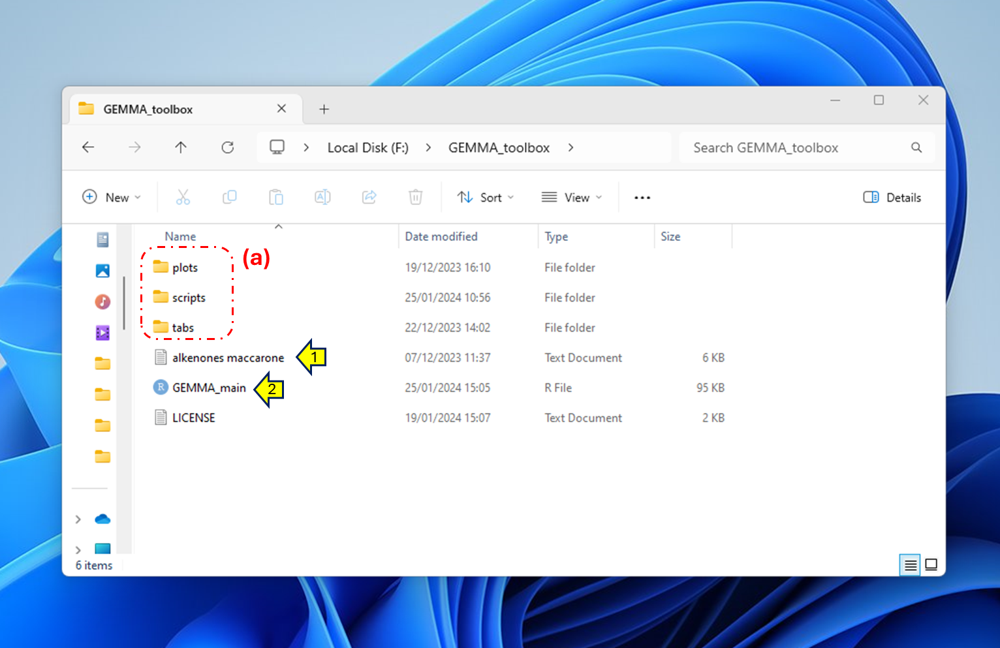 GEMMA_toolbox
Local Disk (F:) GEMMA_toolbox Search GEMMA_toolbox
New Sort View Details
Name Date modified Type Size
(a)
plots 19/12/2023 16:10 File folder
scripts 25/01/2024 10:56 File folder
tabs 22/12/2023 14:02 File folder
alkenones maccarone 1 07/12/2023 11:37 Text Document 6 KB
R GEMMA_main 2 25/01/2024 15:05 R File 95 KB
LICENSE 19/01/2024 15:07 Text Document 2 KB
6 items